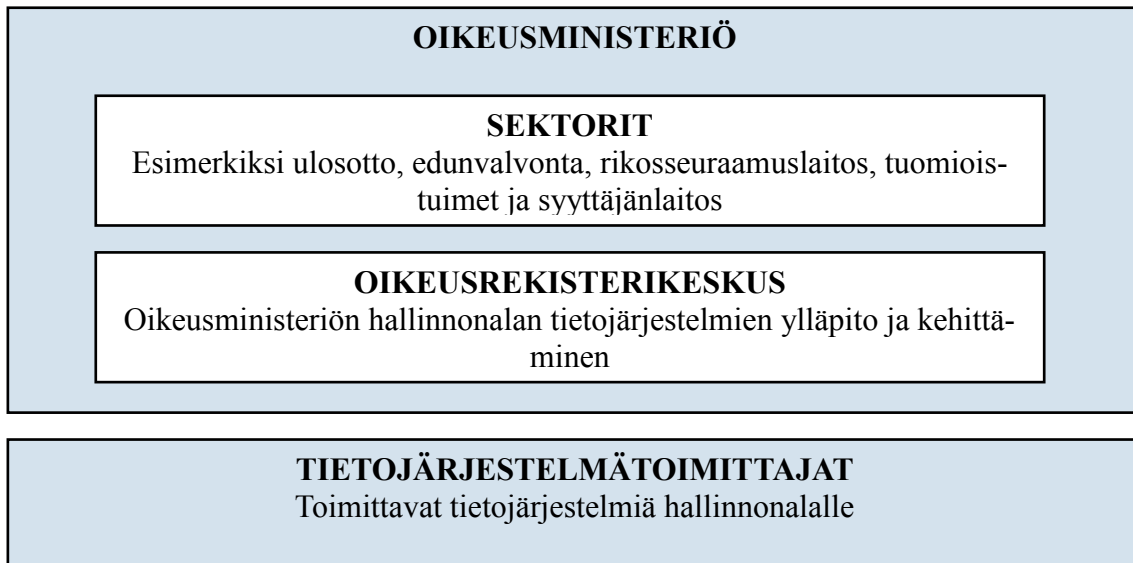 OIKEUSMINISTERIÖ
SEKTORIT
Esimerkiksi ulosotto, edunvalvonta, rikosseuraamuslaitos, tuomiois-
tuimet ja syyttäjänlaitos
OIKEUSREKISTERIKESKUS
Oikeusministeriön hallinnonalan tietojärjestelmien ylläpito ja kehittä-
minen
TIETOJÄRJESTELMÄTOIMITTAJAT
Toimittavat tietojärjestelmiä hallinnonalalle